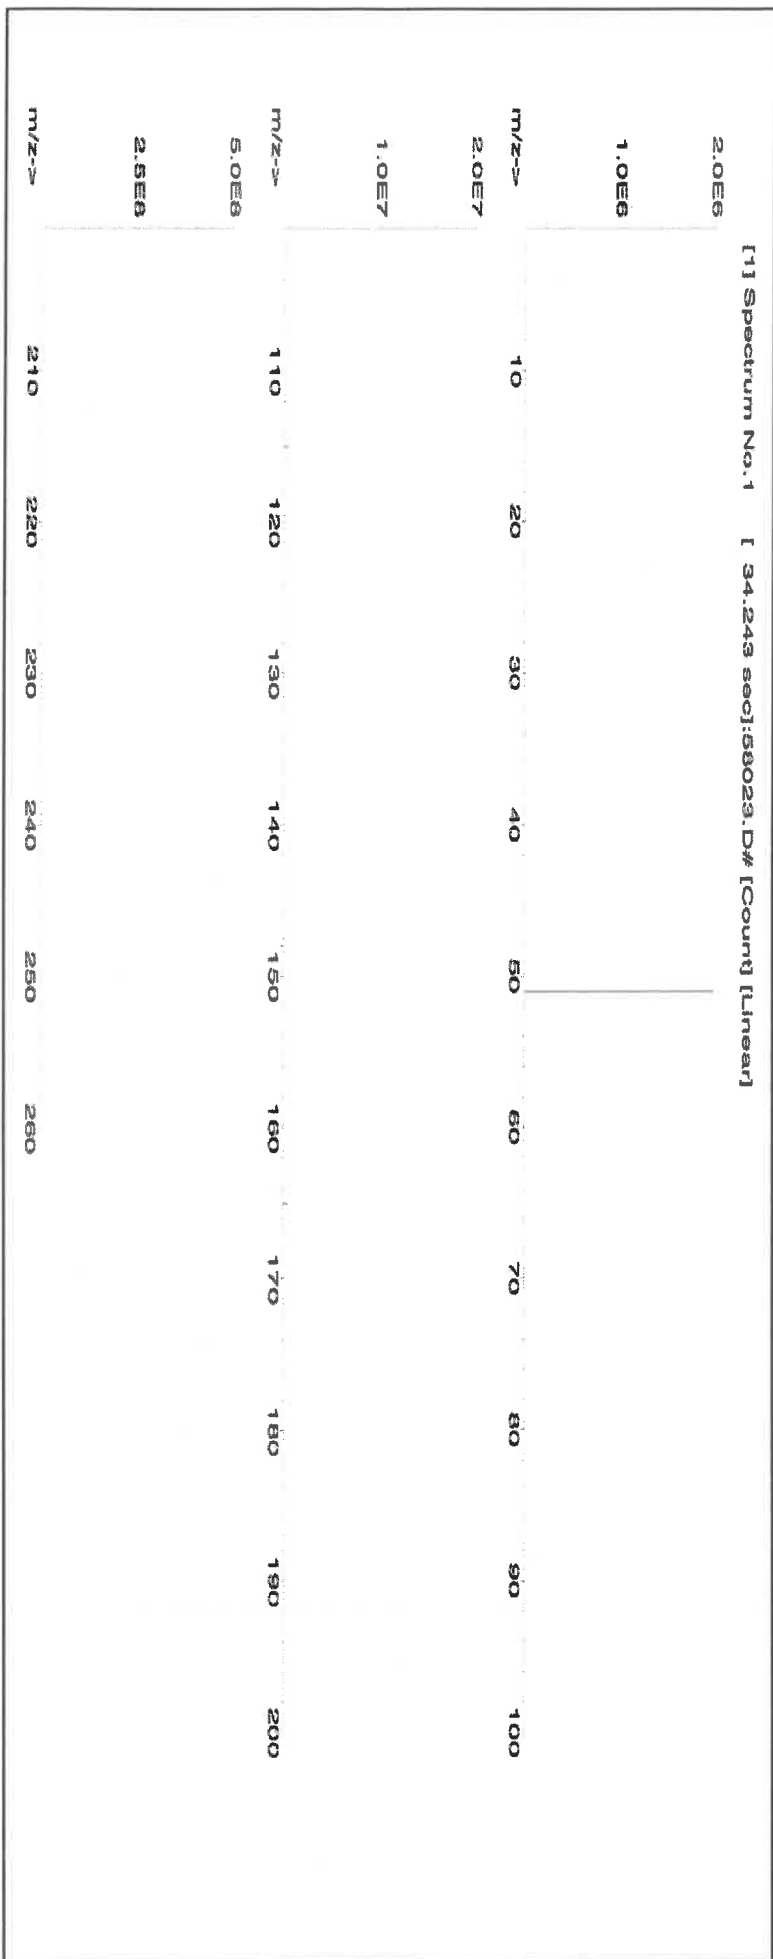 [1] Spectrum No.1 [ 34.243 sec]:58023.D# [Count] [Linear]
2.0E6
1.0E6
m/z-> 10 20 30 40 50 60 70 80 90 100
2.0E7
1.0E7
m/z-> 110 120 130 140 150 160 170 180 190 200
5.0E6
2.5E6
m/z-> 210 220 230 240 250 260